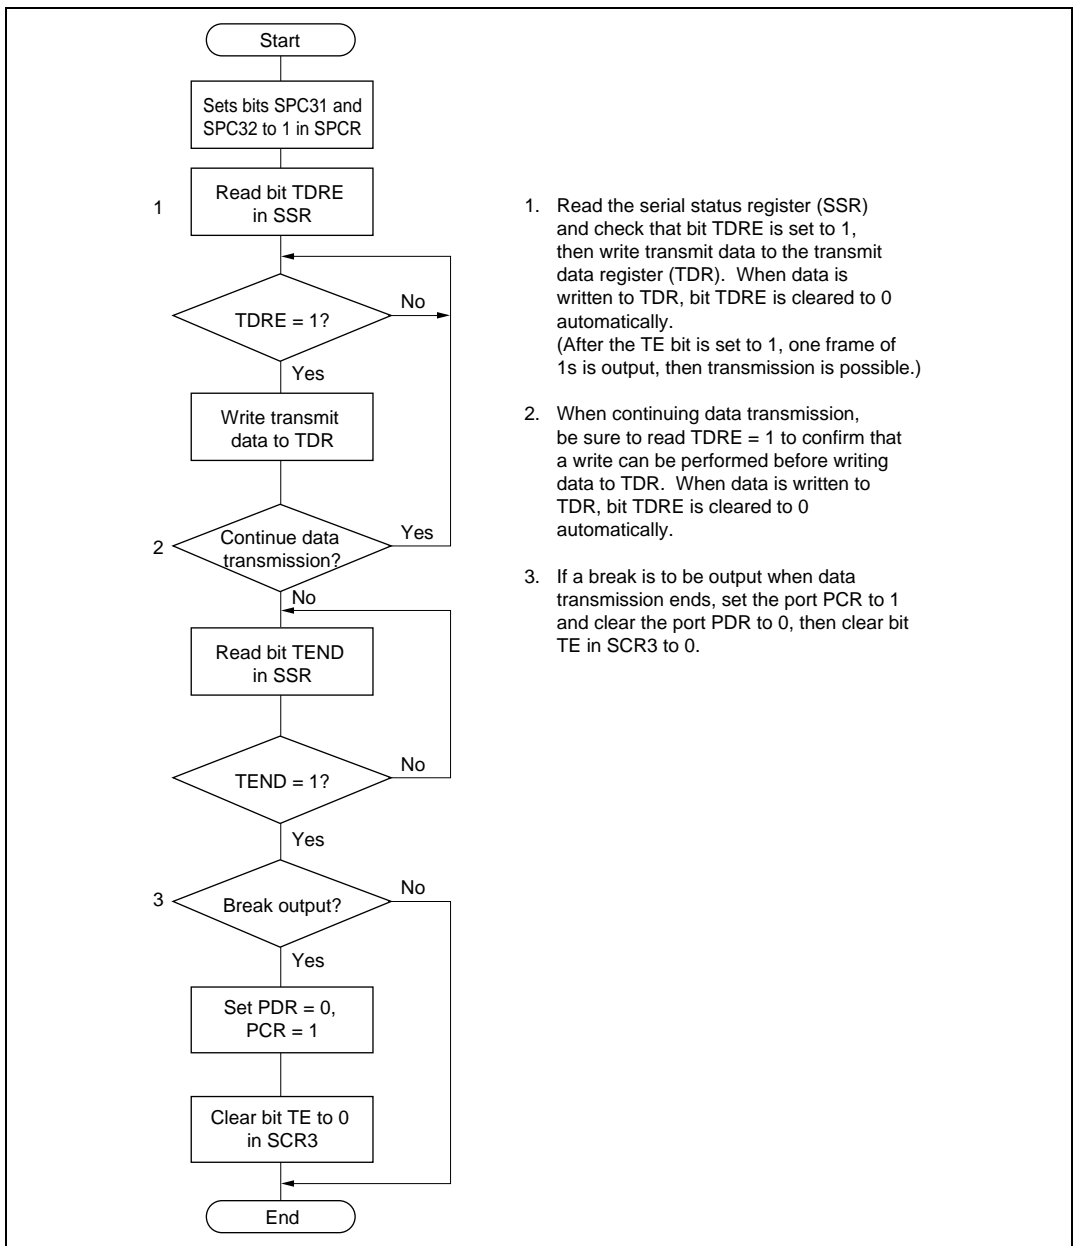 Start
Sets bits SPC31 and
SPC32 to 1 in SPCR
1
Read bit TDRE
in SSR
TDRE = 1?
No
Yes
Write transmit
data to TDR
2
Continue data
transmission?
Yes
No
Read bit TEND
in SSR
TEND = 1?
No
Yes
3
Break output?
No
Yes
Set PDR = 0,
PCR = 1
Clear bit TE to 0
in SCR3
End
1. Read the serial status register (SSR)
and check that bit TDRE is set to 1,
then write transmit data to the transmit
data register (TDR). When data is
written to TDR, bit TDRE is cleared to 0
automatically.
(After the TE bit is set to 1, one frame of
1s is output, then transmission is possible.)
2. When continuing data transmission,
be sure to read TDRE = 1 to confirm that
a write can be performed before writing
data to TDR. When data is written to
TDR, bit TDRE is cleared to 0
automatically.
3. If a break is to be output when data
transmission ends, set the port PCR to 1
and clear the port PDR to 0, then clear bit
TE in SCR3 to 0.